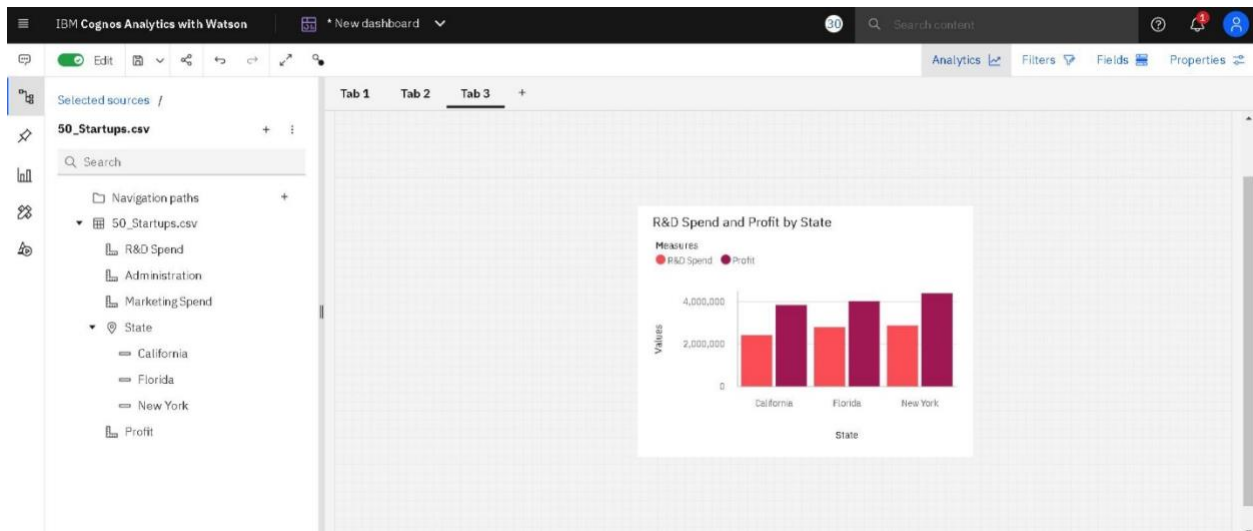 IBM Cognos Analytics with Watson
* New dashboard
30
Search content
1
Edit
Analytics
Filters
Fields
Properties
Selected sources /
Tab 1
Tab 2
Tab 3
+
50_Startups.csv
Search
Navigation paths
50_Startups.csv
R&D Spend
Administration
Marketing Spend
State
California
Florida
New York
Profit
R&D Spend and Profit by State
Measures
R&D Spend Profit
4,000,000
2,000,000
0
Values
California Florida New York
State